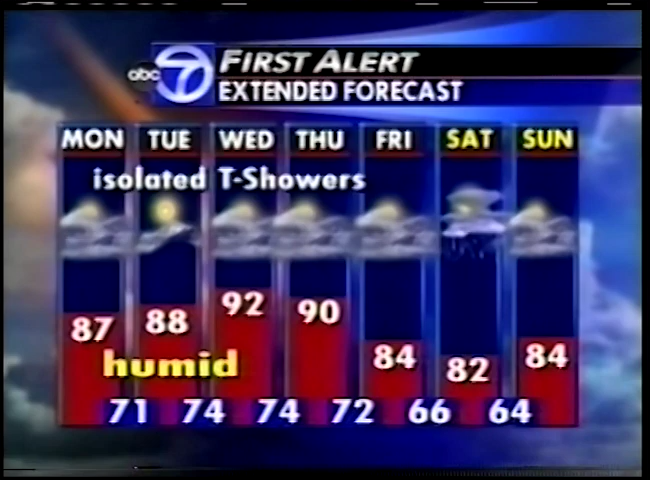 abc 7 FIRST ALERT
EXTENDED FORECAST
MON TUE WED THU FRI SAT SUN
isolated T-Showers
87 88 92 90 84 82 84
humid
71 74 74 72 66 64